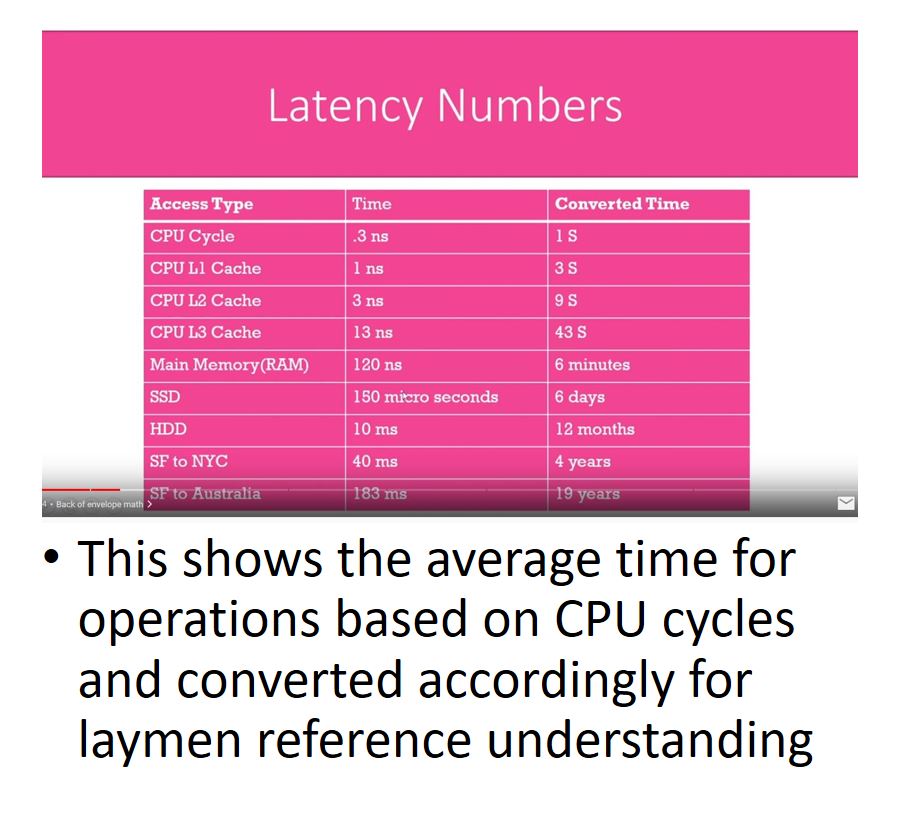 Latency Numbers
Access Type Time Converted Time
CPU Cycle .3 ns 1 S
CPU L1 Cache 1 ns 3 S
CPU L2 Cache 3 ns 9 S
CPU L3 Cache 13 ns 43 S
Main Memory(RAM) 120 ns 6 minutes
SSD 150 micro seconds 6 days
HDD 10 ms 12 months
SF to NYC 40 ms 4 years
SF to Australia 183 ms 19 years
4 • Back of envelope math >
• This shows the average time for
operations based on CPU cycles
and converted accordingly for
laymen reference understanding